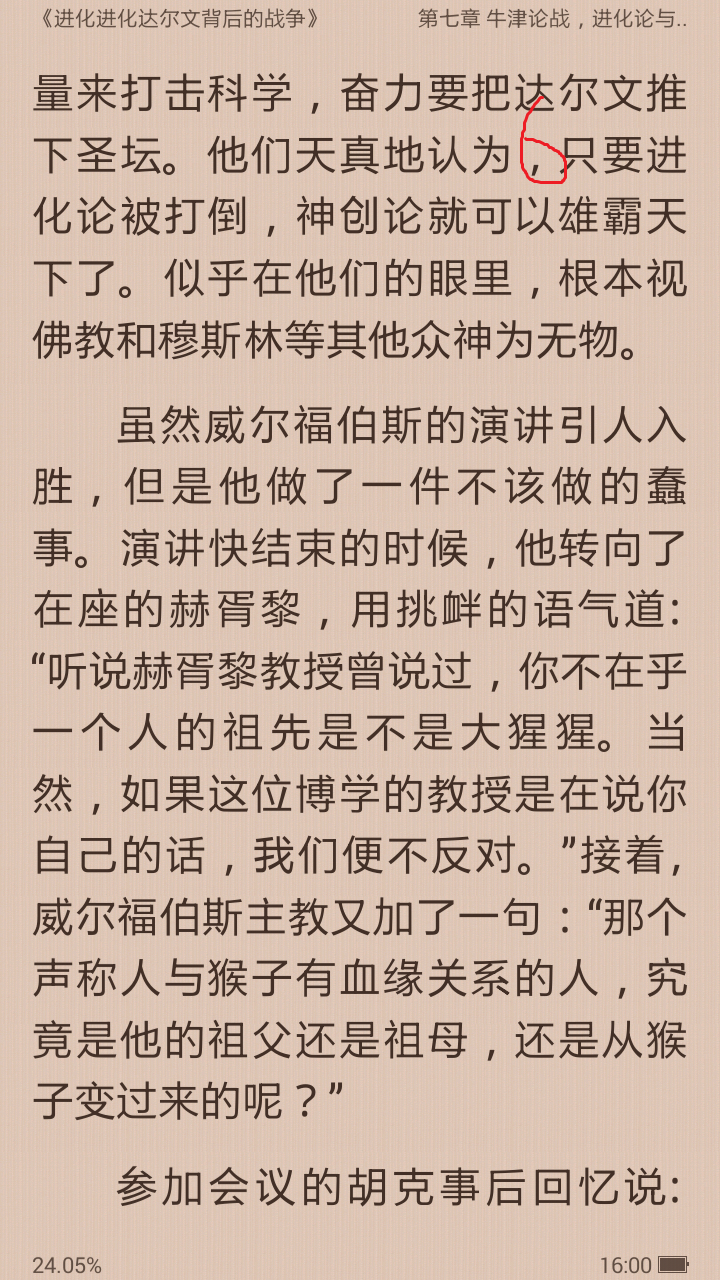 《进化进化达尔文背后的战争》 第七章 牛津论战，进化论与..
量来打击科学，奋力要把达尔文推
下圣坛。他们天真地认为，只要进
化论被打倒，神创论就可以雄霸天
下了。似乎在他们的眼里，根本视
佛教和穆斯林等其他众神为无物。
虽然威尔福伯斯的演讲引人入
胜，但是他做了一件不该做的蠢
事。演讲快结束的时候，他转向了
在座的赫胥黎，用挑衅的语气道：
“听说赫胥黎教授曾说过，你不在乎
一个人的祖先是不是大猩猩。当
然，如果这位博学的教授是在说你
自己的话，我们便不反对。”接着，
威尔福伯斯主教又加了一句：“那个
声称人与猴子有血缘关系的人，究
竟是他的祖父还是祖母，还是从猴
子变过来的呢？”
参加会议的胡克事后回忆说：
24.05% 16:00